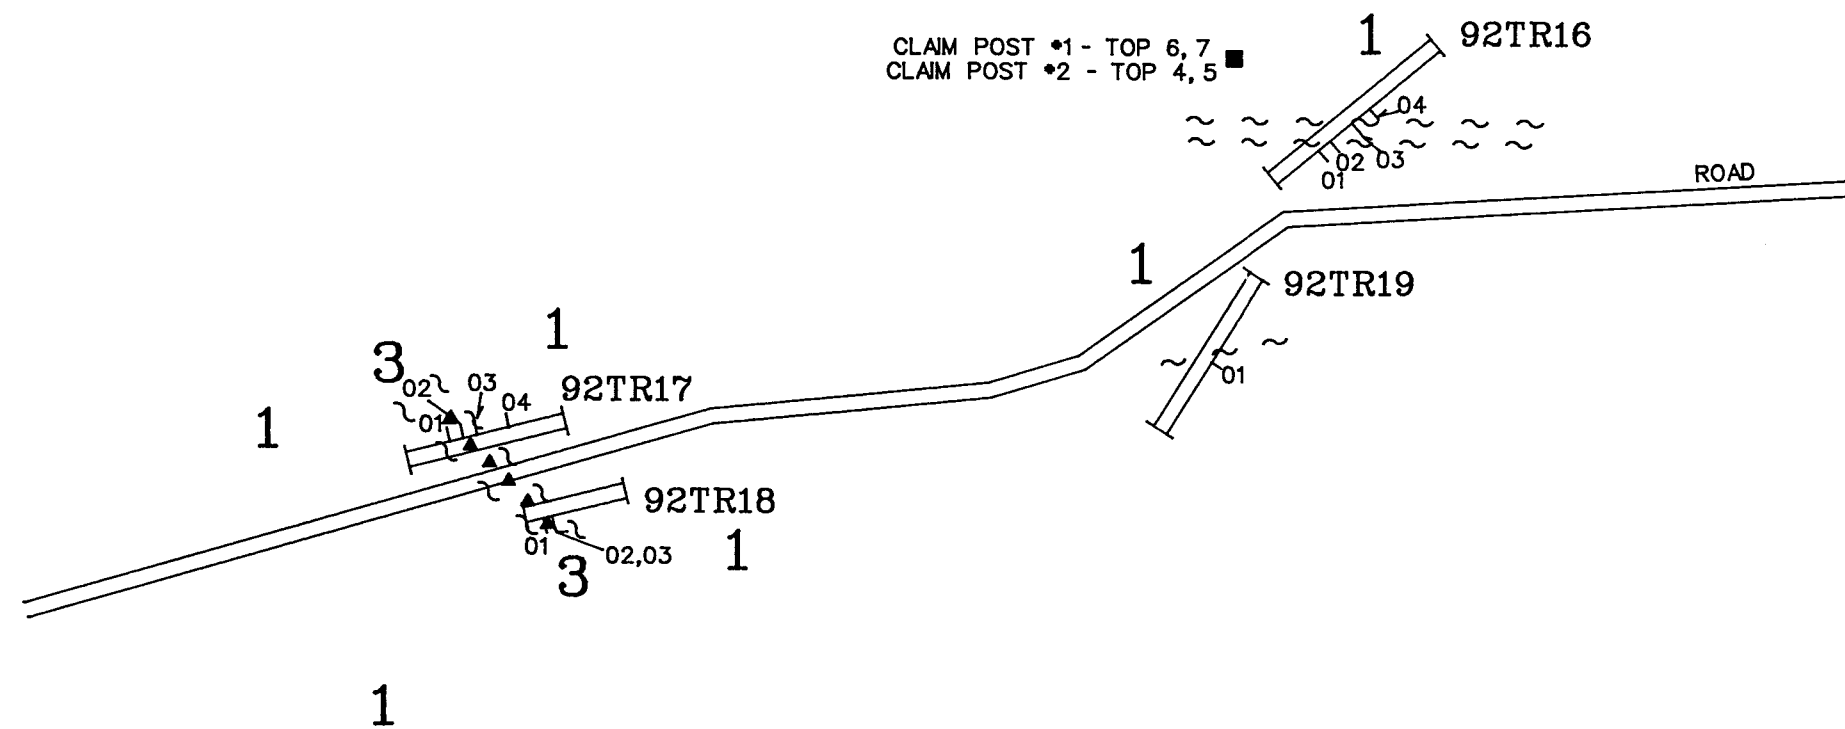 CLAIM POST #1 - TOP 6, 7
CLAIM POST #2 - TOP 4, 5
1
92TR16
04
03
02
01
ROAD
1
92TR19
01
1
3
02
03
04
01
92TR17
1
92TR18
01
02,03
3
1
1